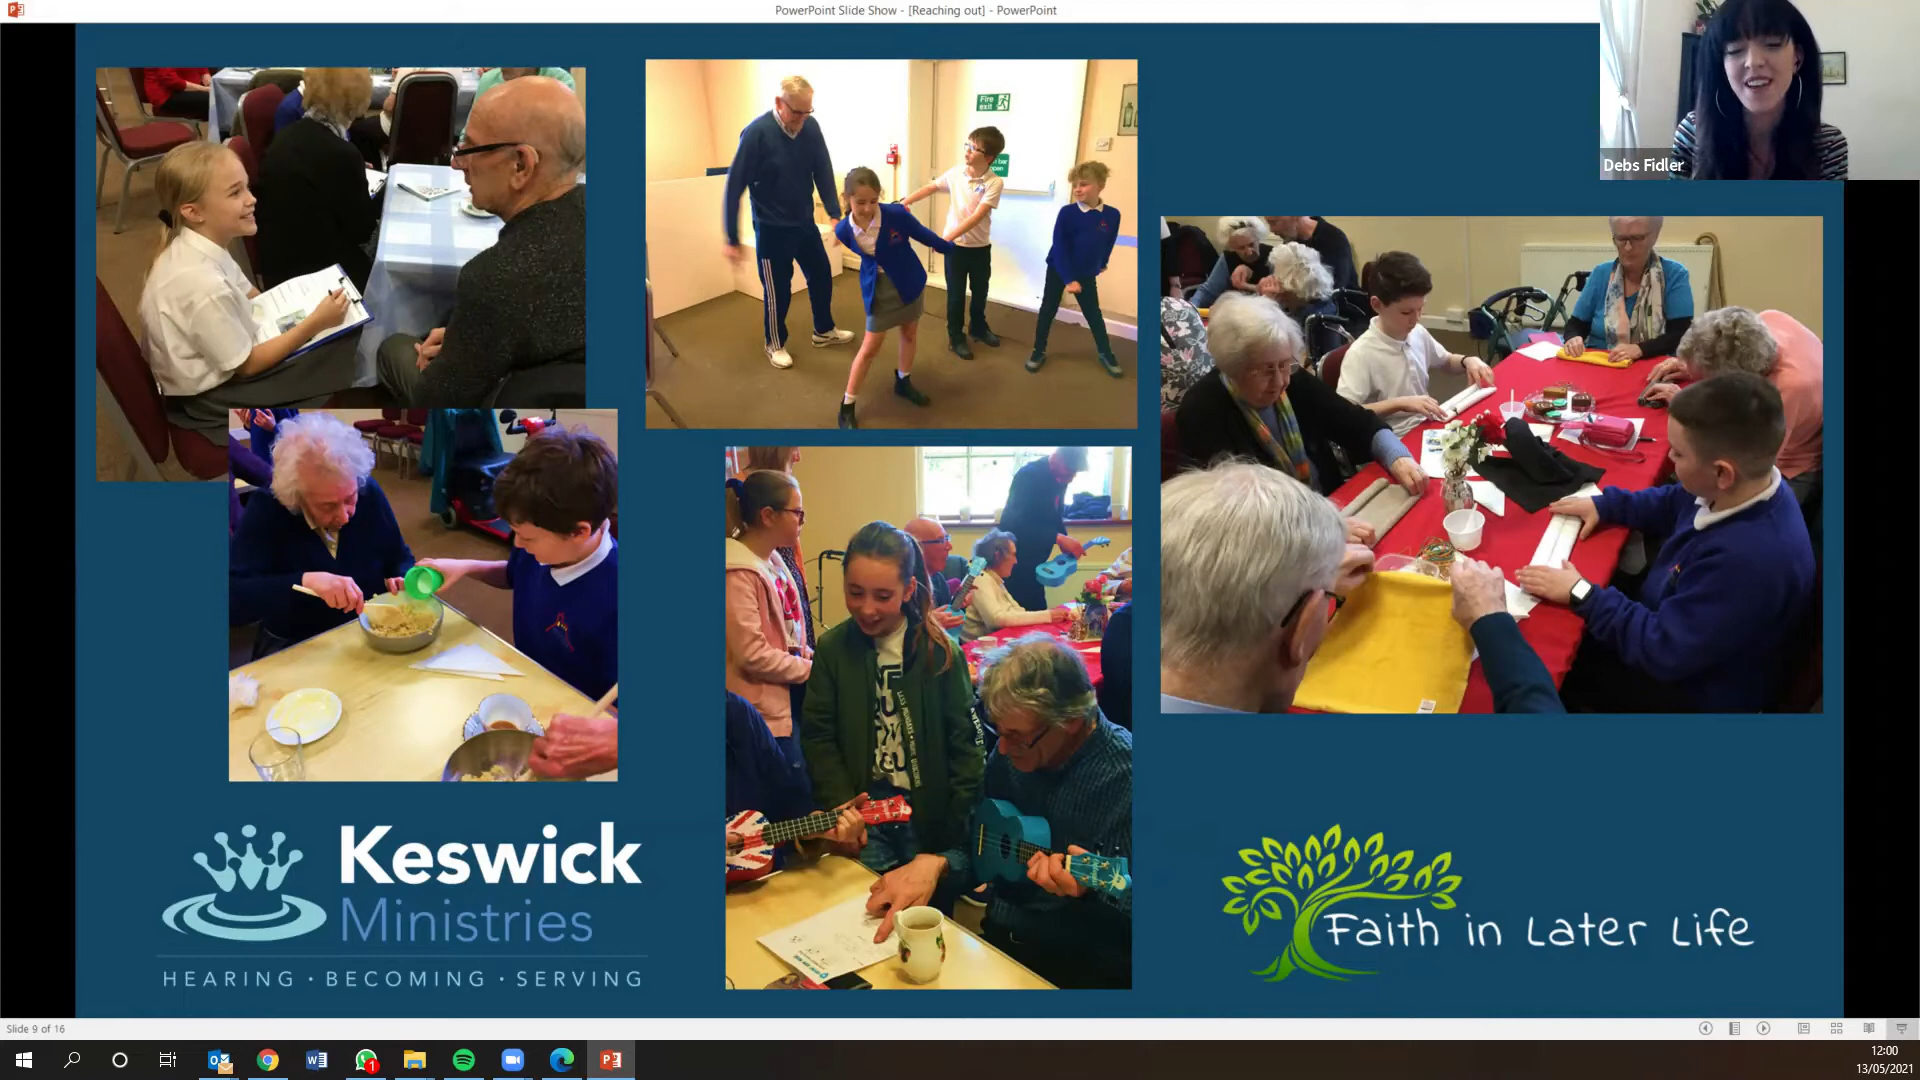 PowerPoint Slide Show - [Reaching out] - PowerPoint
Debs Fidler
Fire
exit
Keswick
Ministries
HEARING · BECOMING · SERVING
Faith in Later Life
Slide 9 of 16
1
12:00
13/05/2021